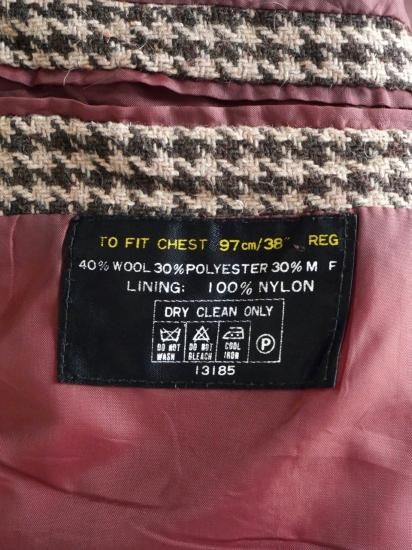 TO FIT CHEST 97cm/38" REG
40% WOOL 30% POLYESTER 30% M F
LINING: 100% NYLON
DRY CLEAN ONLY
DO NOT WASH
DO NOT BLEACH
COOL IRON
P
13185